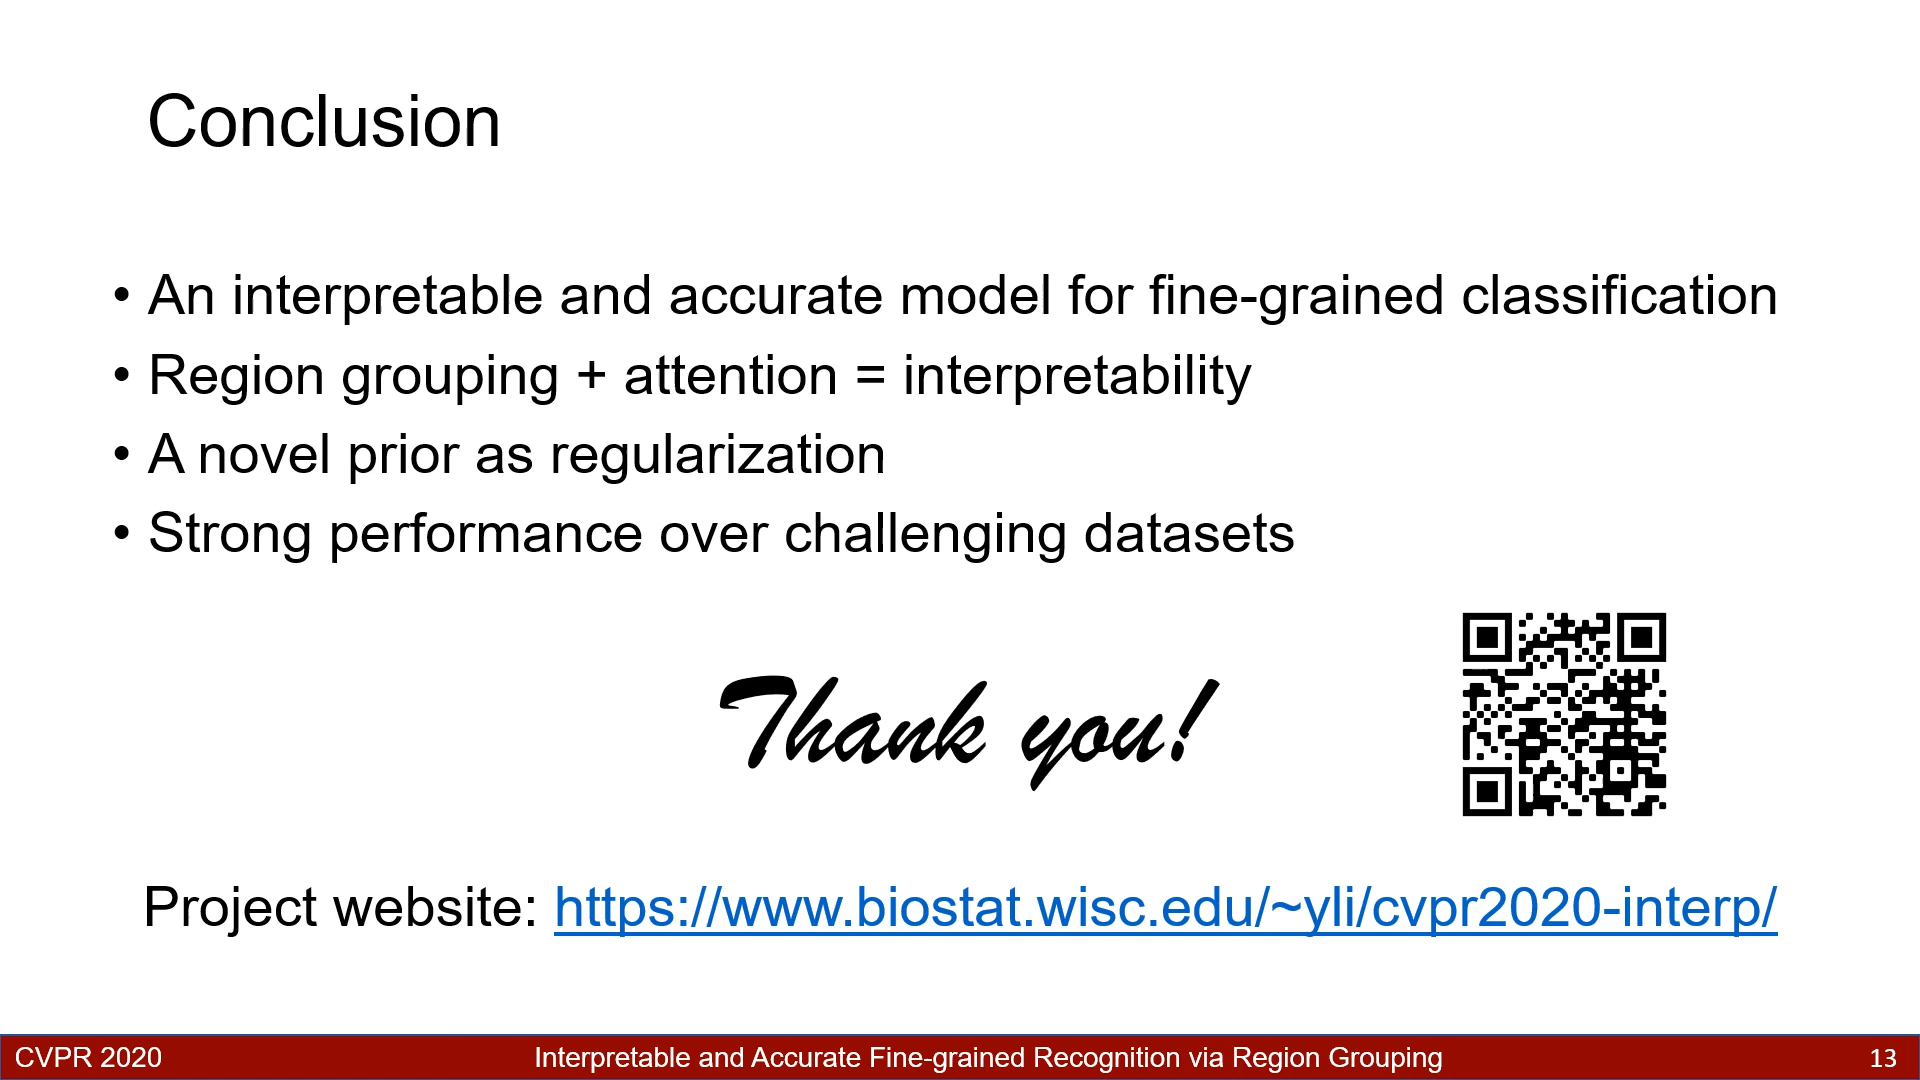 Conclusion
• An interpretable and accurate model for fine-grained classification
• Region grouping + attention = interpretability
• A novel prior as regularization
• Strong performance over challenging datasets
Thank you!
Project website: https://www.biostat.wisc.edu/~yli/cvpr2020-interp/
CVPR 2020 Interpretable and Accurate Fine-grained Recognition via Region Grouping 13